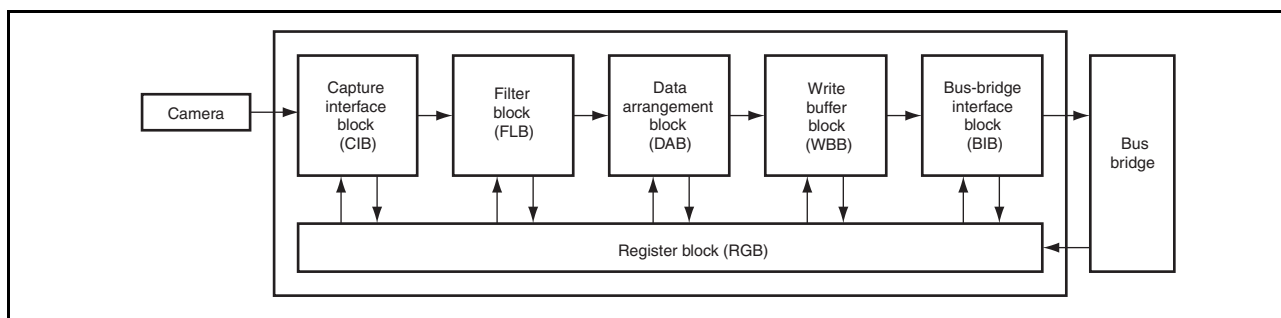 Camera
Capture
interface
block
(CIB)
Filter
block
(FLB)
Data
arrangement
block
(DAB)
Write
buffer
block
(WBB)
Bus-bridge
interface
block
(BIB)
Bus
bridge
Register block (RGB)